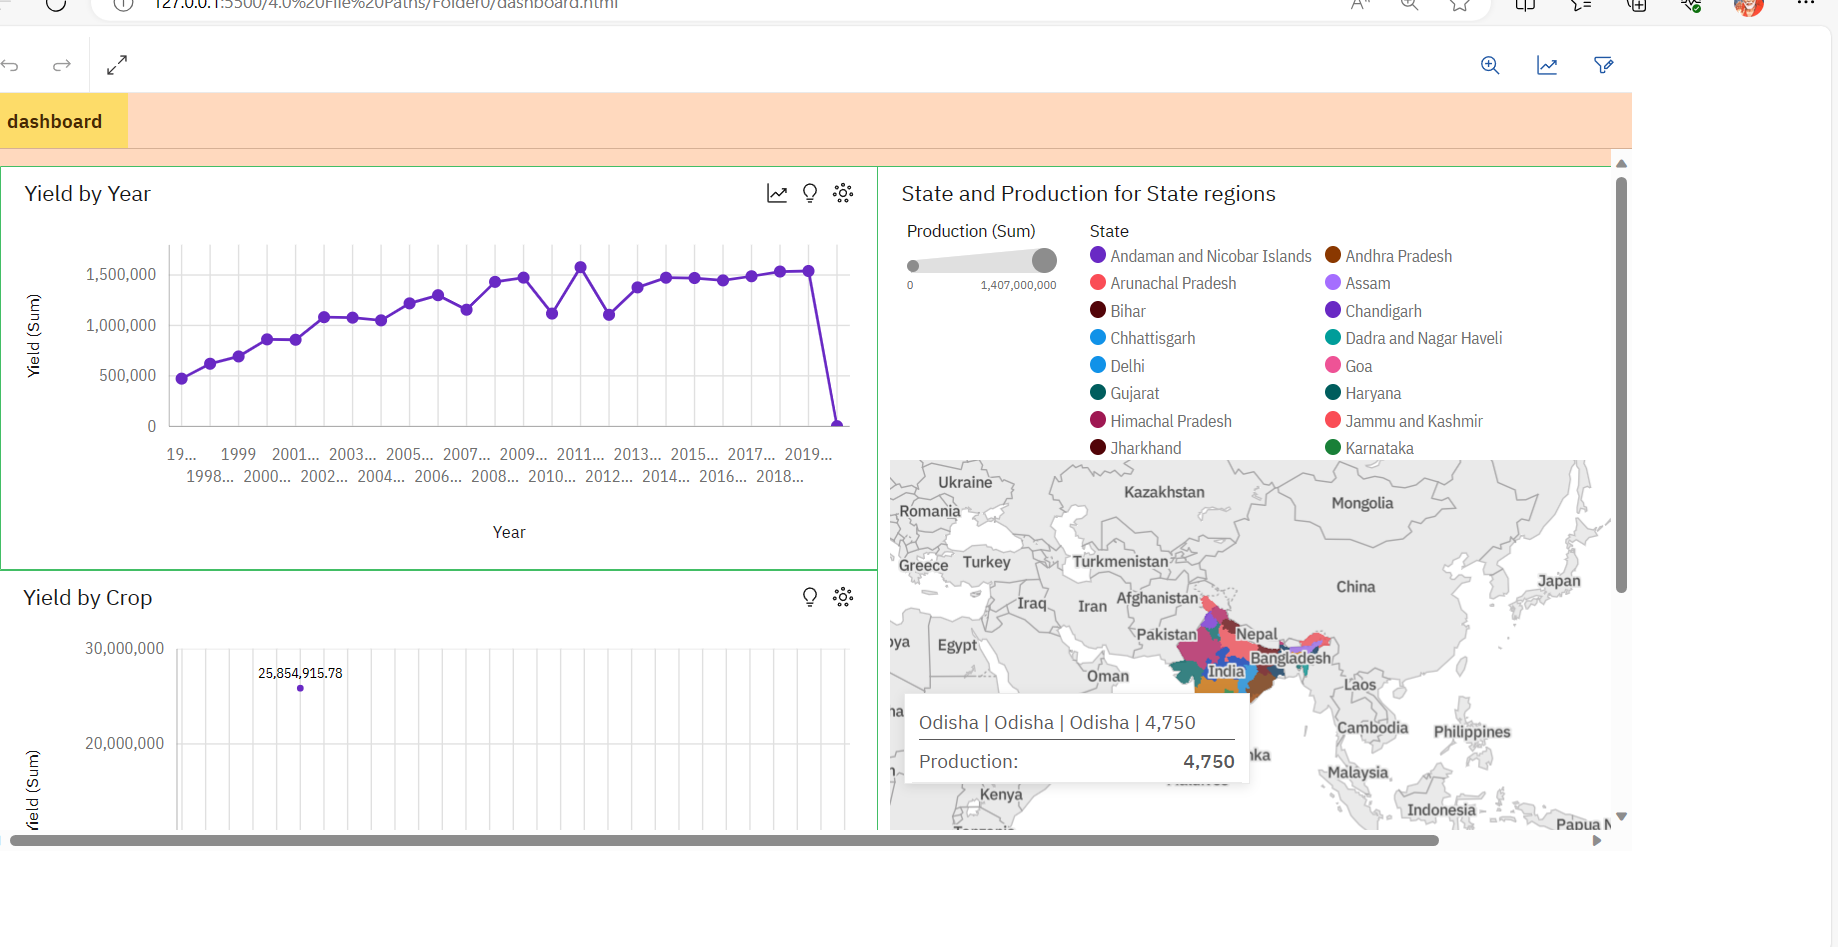 127.0.0.1:5500/4.0%20File%20Paths/Folder0/dashboard.html
dashboard
Yield by Year
Yield (Sum)
1,500,000
1,000,000
500,000
0
19... 1999 2001... 2003... 2005... 2007... 2009... 2011... 2013... 2015... 2017... 2019...
1998... 2000... 2002... 2004... 2006... 2008... 2010... 2012... 2014... 2016... 2018...
Year
Yield by Crop
Yield (Sum)
30,000,000
25,854,915.78
20,000,000
State and Production for State regions
Production (Sum)
0 1,407,000,000
State
Andaman and Nicobar Islands Andhra Pradesh
Arunachal Pradesh Assam
Bihar Chandigarh
Chhattisgarh Dadra and Nagar Haveli
Delhi Goa
Gujarat Haryana
Himachal Pradesh Jammu and Kashmir
Jharkhand Karnataka
Ukraine
Kazakhstan
Mongolia
Romania
Greece
Turkey
Turkmenistan
China
Japan
Iraq
Iran
Afghanistan
Pakistan
Nepal
ya
Egypt
Bangladesh
India
Oman
Laos
Odisha | Odisha | Odisha | 4,750
Production: 4,750
Cambodia
Philippines
nka
Malaysia
Kenya
Indonesia
Papua N